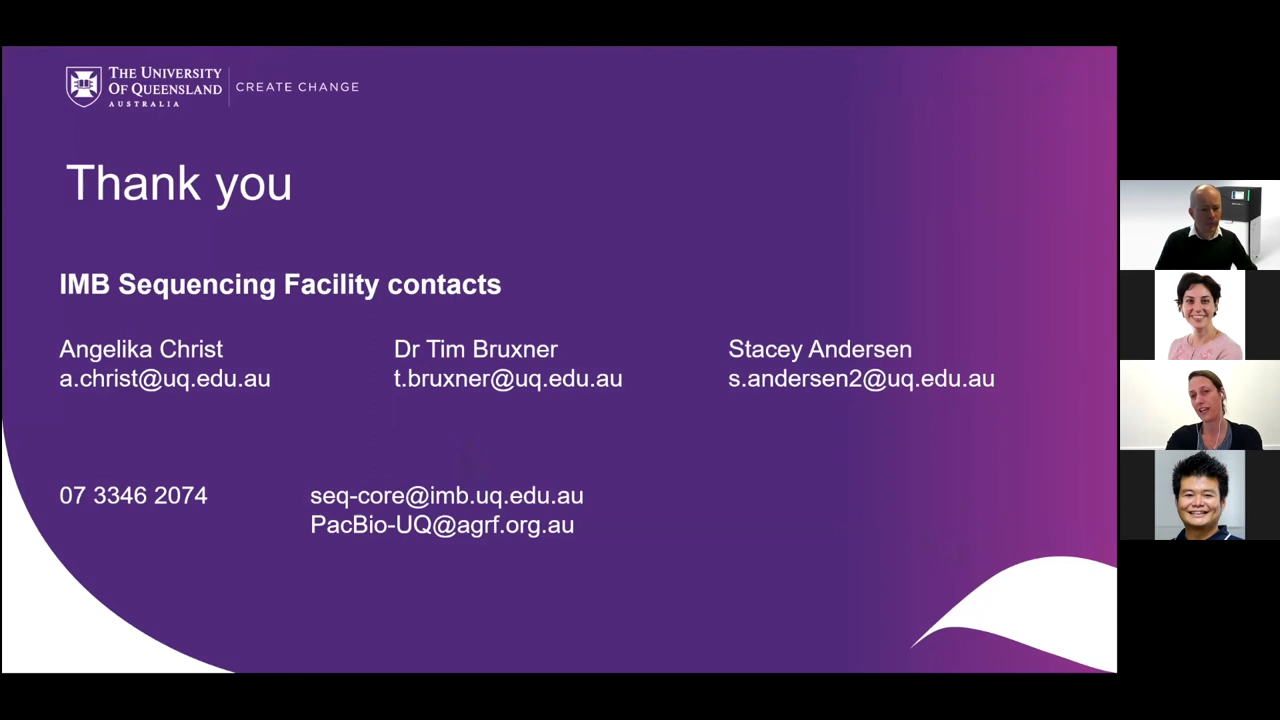 THE UNIVERSITY
OF QUEENSLAND
AUSTRALIA
CREATE CHANGE
Thank you
IMB Sequencing Facility contacts
Angelika Christ
a.christ@uq.edu.au
Dr Tim Bruxner
t.bruxner@uq.edu.au
Stacey Andersen
s.andersen2@uq.edu.au
07 3346 2074
seq-core@imb.uq.edu.au
PacBio-UQ@agrf.org.au